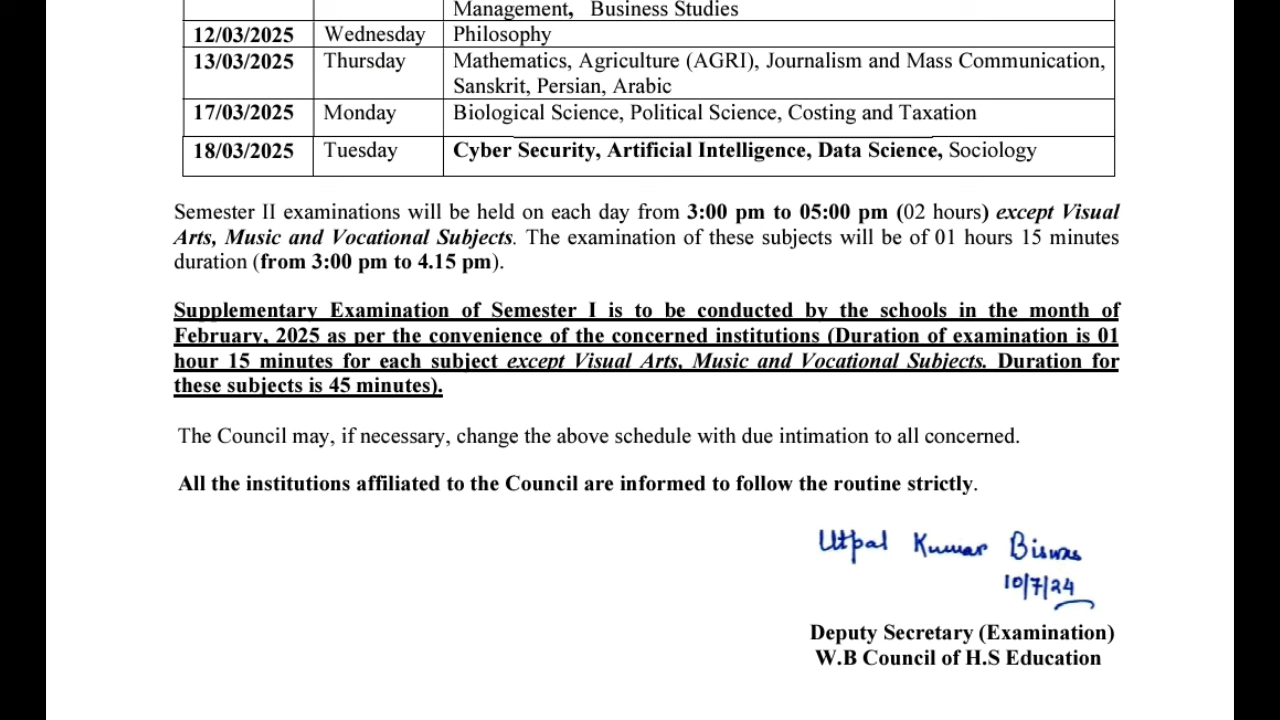 Management, Business Studies
12/03/2025 Wednesday Philosophy
13/03/2025 Thursday Mathematics, Agriculture (AGRI), Journalism and Mass Communication,
Sanskrit, Persian, Arabic
17/03/2025 Monday Biological Science, Political Science, Costing and Taxation
18/03/2025 Tuesday Cyber Security, Artificial Intelligence, Data Science, Sociology
Semester II examinations will be held on each day from 3:00 pm to 05:00 pm (02 hours) except Visual
Arts, Music and Vocational Subjects. The examination of these subjects will be of 01 hours 15 minutes
duration (from 3:00 pm to 4.15 pm).
Supplementary Examination of Semester I is to be conducted by the schools in the month of
February, 2025 as per the convenience of the concerned institutions (Duration of examination is 01
hour 15 minutes for each subject except Visual Arts, Music and Vocational Subjects. Duration for
these subjects is 45 minutes).
The Council may, if necessary, change the above schedule with due intimation to all concerned.
All the institutions affiliated to the Council are informed to follow the routine strictly.
Utpal Kumar Biswas
10/7/24
Deputy Secretary (Examination)
W.B Council of H.S Education